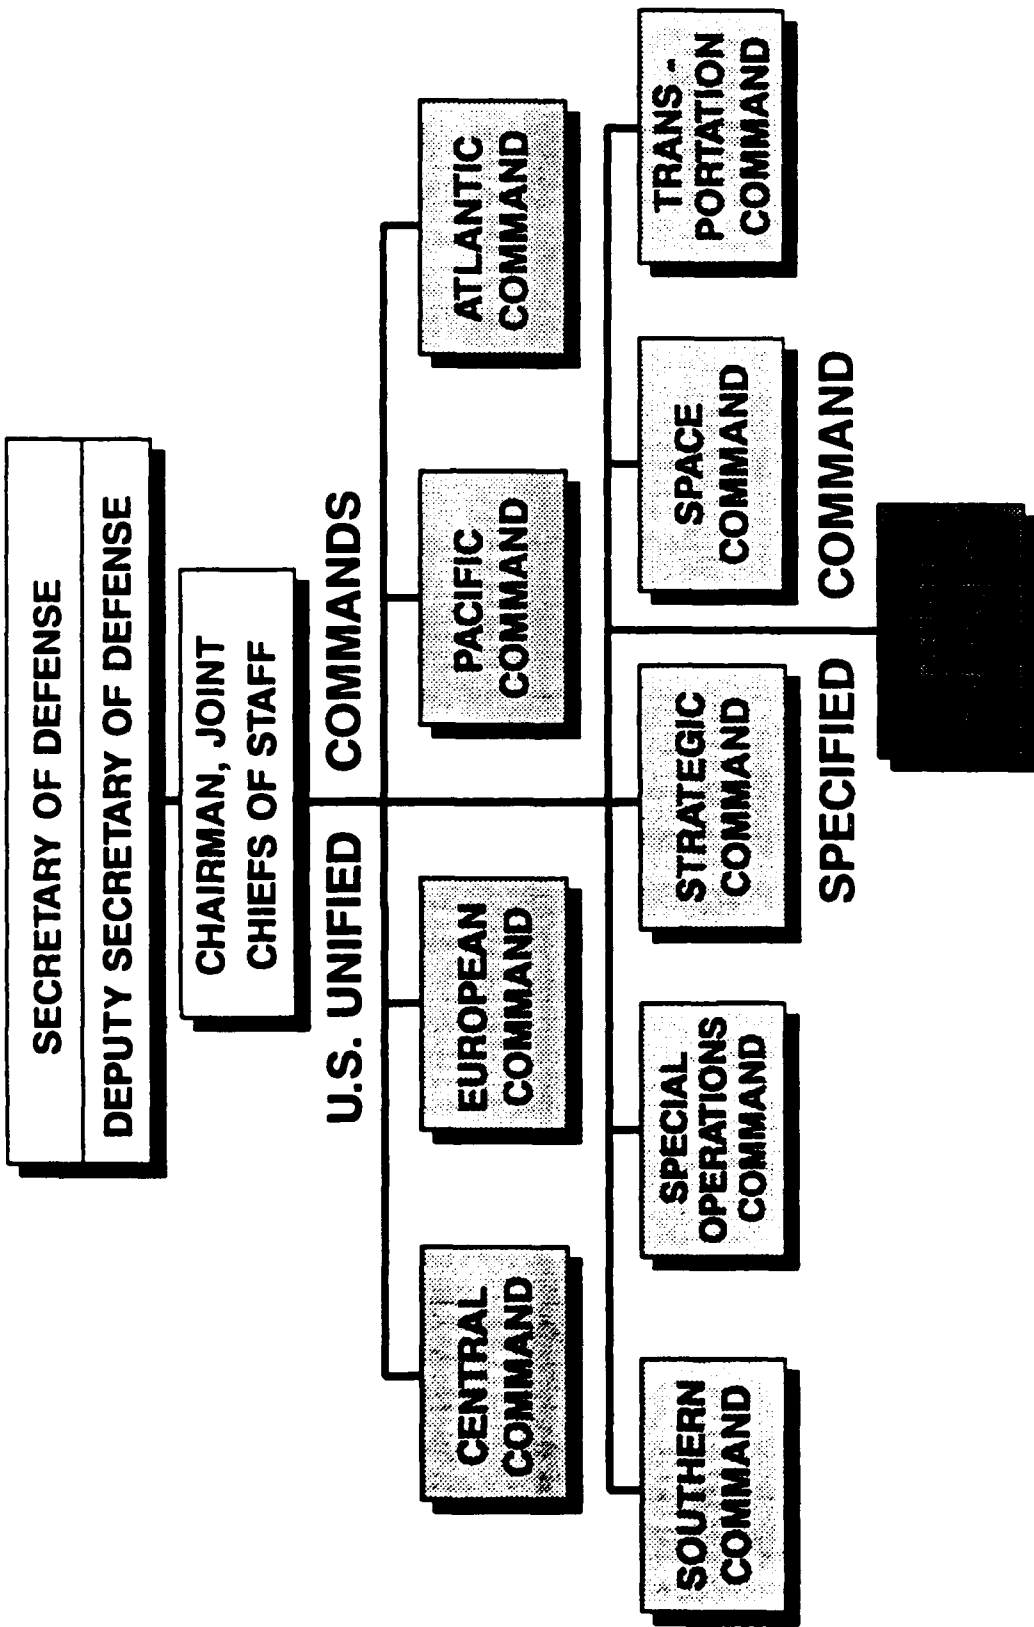 SECRETARY OF DEFENSE
DEPUTY SECRETARY OF DEFENSE
CHAIRMAN, JOINT
CHIEFS OF STAFF
U.S. UNIFIED COMMANDS
CENTRAL
COMMAND
EUROPEAN
COMMAND
PACIFIC
COMMAND
ATLANTIC
COMMAND
SOUTHERN
COMMAND
SPECIAL
OPERATIONS
COMMAND
STRATEGIC
COMMAND
SPACE
COMMAND
TRANS -
PORTATION
COMMAND
SPECIFIED COMMAND